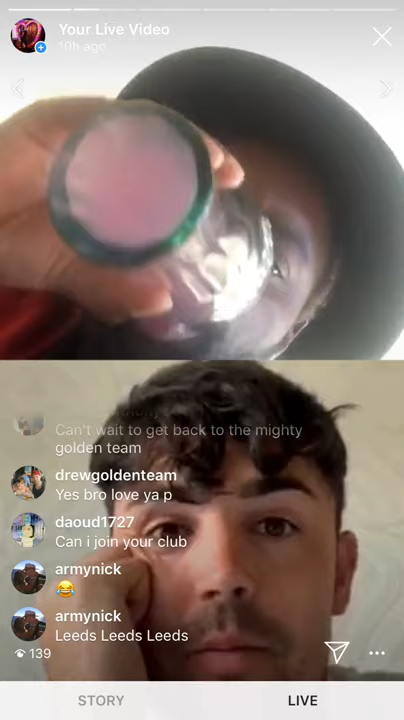 Your Live Video
10h ago
Can't wait to get back to the mighty
golden team
drewgoldenteam
Yes bro love ya p
daoud1727
Can i join your club
armynick
😂
armynick
Leeds Leeds Leeds
139
STORY
LIVE